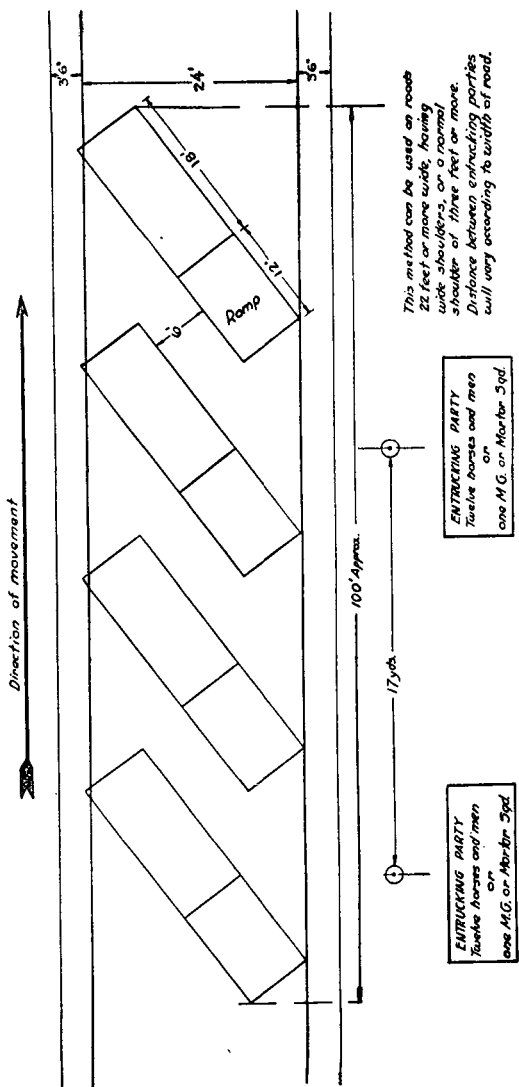 Direction of movement
3'6"
24'
3'6"
18'
12'
Ramp
6'
100' Approx.
17 yds.
This method can be used on roads
22 feet or more wide, having
wide shoulders, or a normal
shoulder of three feet or more.
Distance between entrucking parties
will vary according to width of road.
ENTRUCKING PARTY
Twelve horses and men
or
one M.G. or Mortar Sqd.
ENTRUCKING PARTY
Twelve horses and men
or
one M.G. or Mortar Sqd.